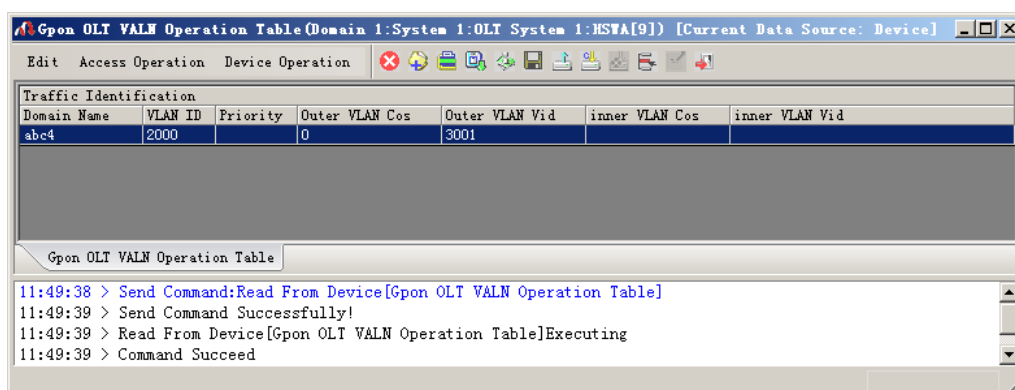 Gpon OLT VALN Operation Table(Domain 1:System 1:OLT System 1:HSWA[9]) [Current Data Source: Device]
Edit Access Operation Device Operation
Traffic Identification
Domain Name VLAN ID Priority Outer VLAN Cos Outer VLAN Vid inner VLAN Cos inner VLAN Vid
abc4 2000 0 3001
Gpon OLT VALN Operation Table
11:49:38 > Send Command:Read From Device[Gpon OLT VALN Operation Table]
11:49:39 > Send Command Successfully!
11:49:39 > Read From Device[Gpon OLT VALN Operation Table]Executing
11:49:39 > Command Succeed